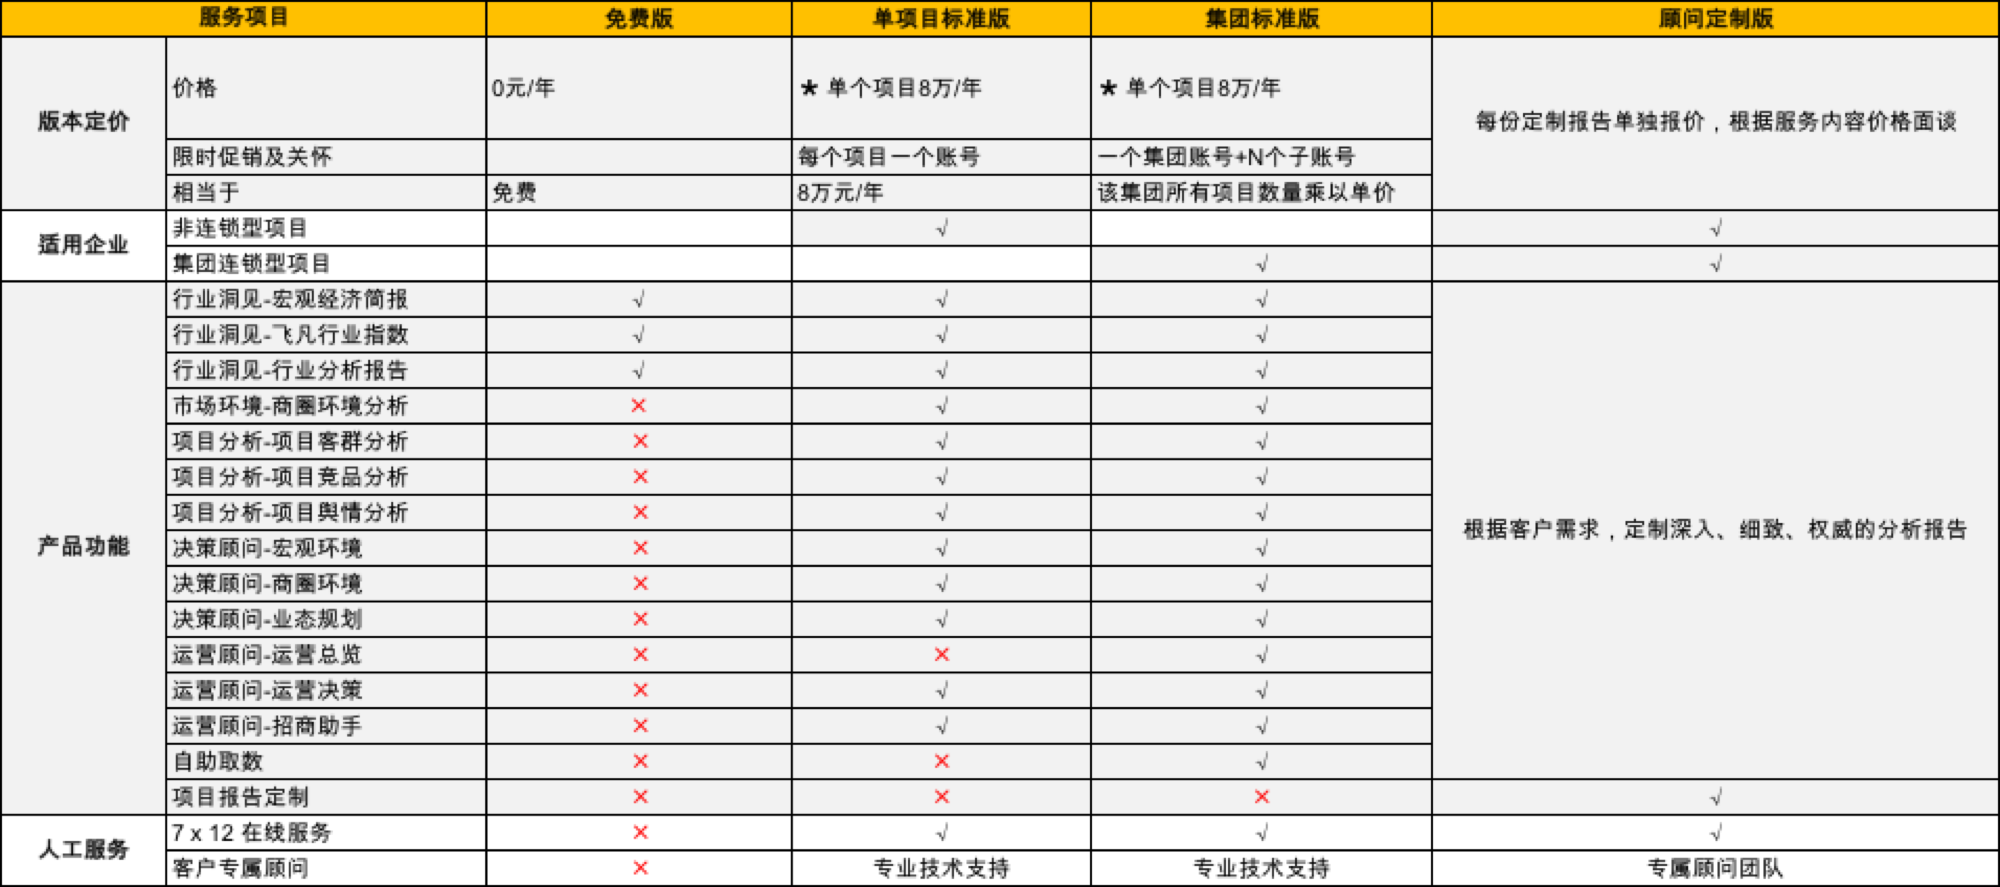 服务项目 免费版 单项目标准版 集团标准版 顾问定制版
版本定价 价格 0元/年 ★ 单个项目8万/年 ★ 单个项目8万/年 每份定制报告单独报价，根据服务内容价格面谈
限时促销及关怀 每个项目一个账号 一个集团账号+N个子账号
相当于 免费 8万元/年 该集团所有项目数量乘以单价
适用企业 非连锁型项目 √ √
集团连锁型项目 √ √
产品功能 行业洞见-宏观经济简报 √ √ √ 根据客户需求，定制深入、细致、权威的分析报告
行业洞见-飞凡行业指数 √ √ √
行业洞见-行业分析报告 √ √ √
市场环境-商圈环境分析 × √ √
项目分析-项目客群分析 × √ √
项目分析-项目竞品分析 × √ √
项目分析-项目舆情分析 × √ √
决策顾问-宏观环境 × √ √
决策顾问-商圈环境 × √ √
决策顾问-业态规划 × √ √
运营顾问-运营总览 × × √
运营顾问-运营决策 × √ √
运营顾问-招商助手 × √ √
自助取数 × × √
项目报告定制 × × × √
人工服务 7 x 12 在线服务 × √ √ √
客户专属顾问 × 专业技术支持 专业技术支持 专属顾问团队